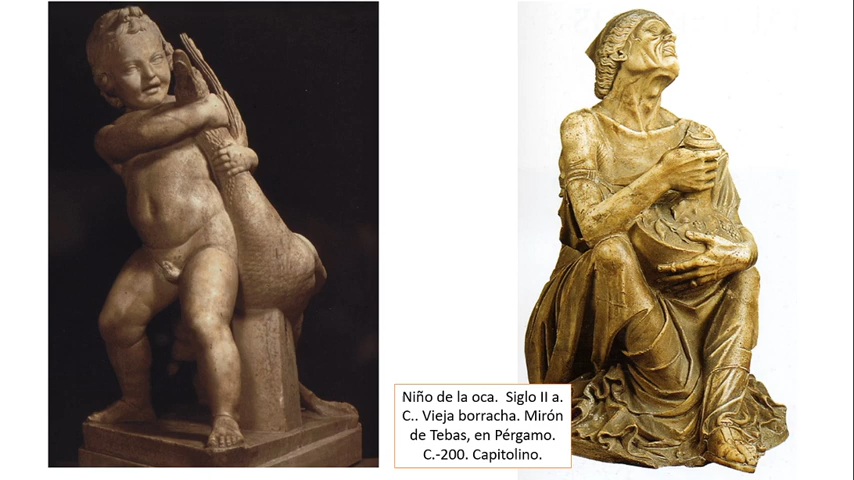 Niño de la oca.  Siglo II a.
C.. Vieja borracha. Mirón
de Tebas, en Pérgamo.
C.-200. Capitolino.